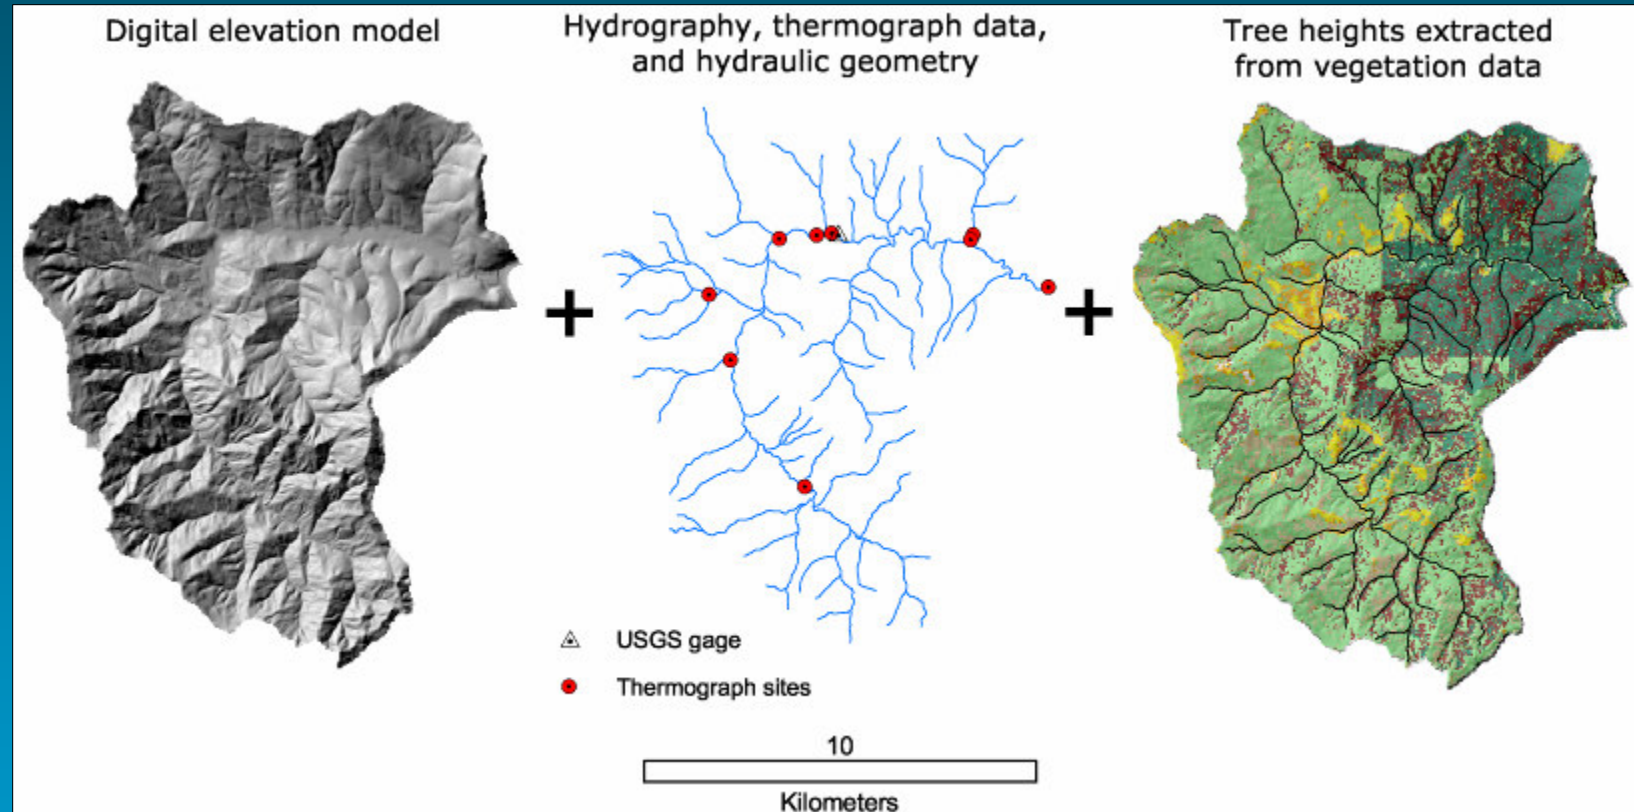 Digital elevation model
Hydrography, thermograph data,
and hydraulic geometry
Tree heights extracted
from vegetation data
+
+
USGS gage
Thermograph sites
10
Kilometers